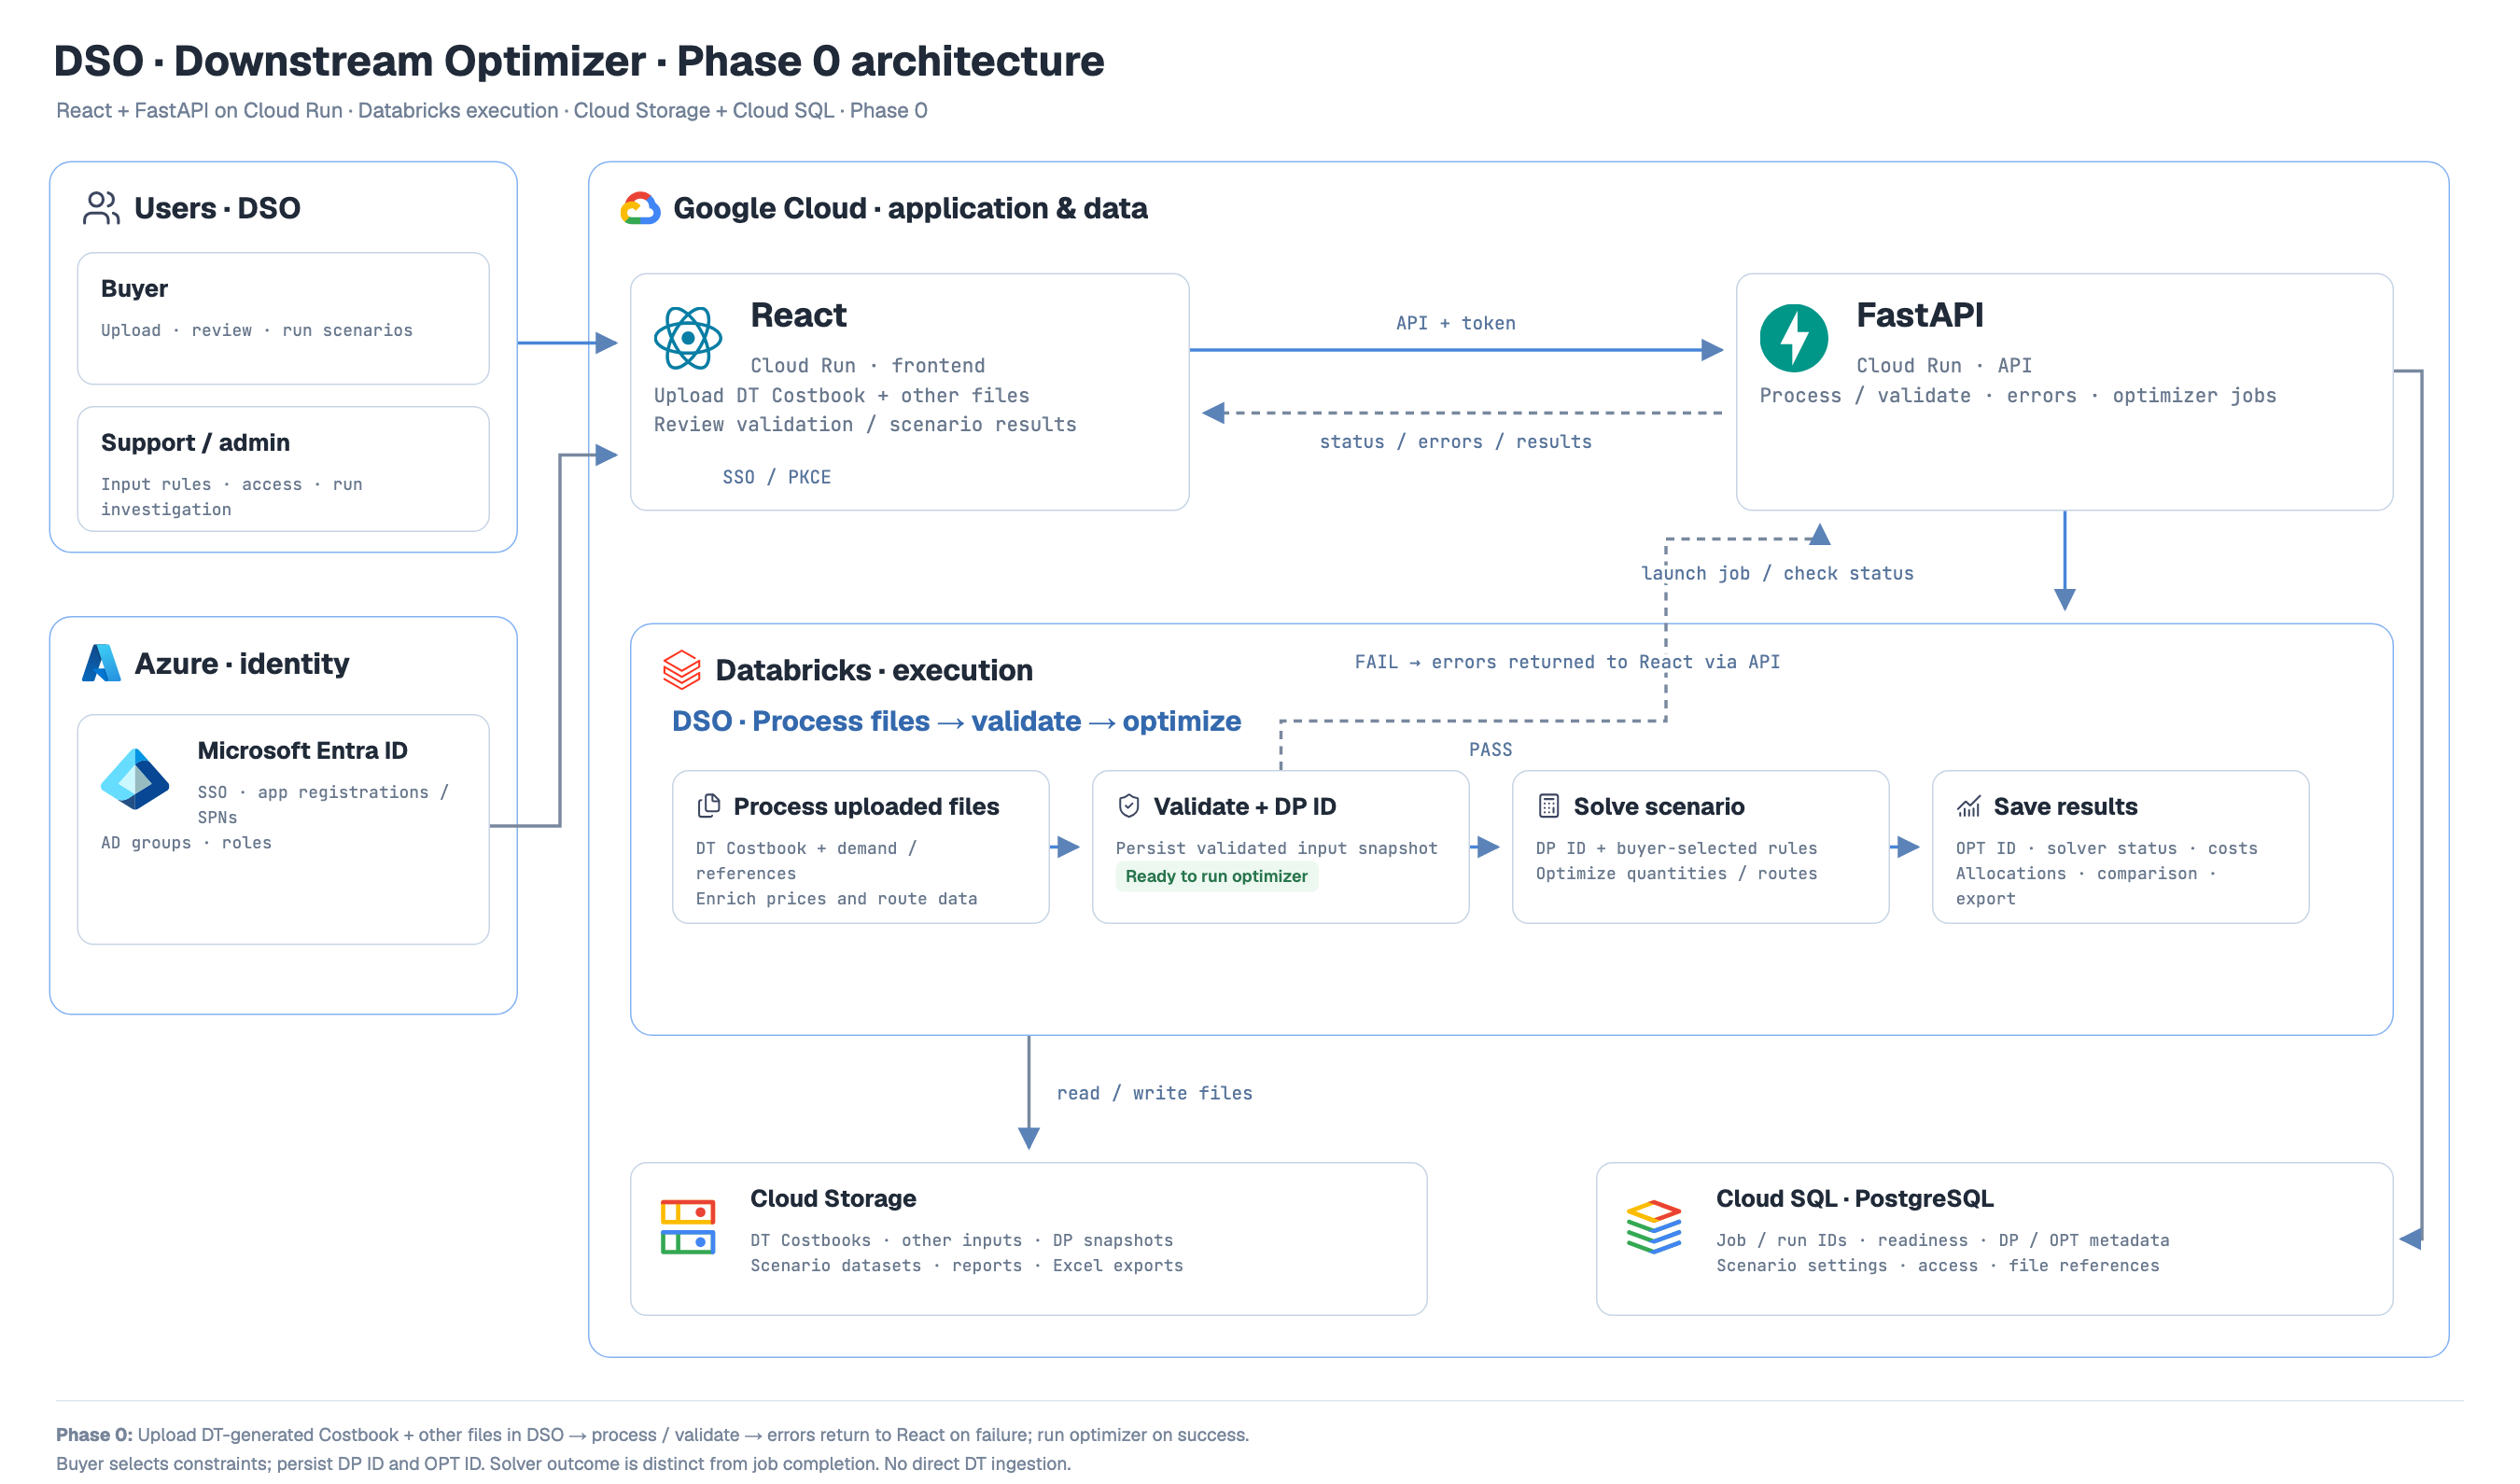 DSO · Downstream Optimizer · Phase 0 architecture
React + FastAPI on Cloud Run · Databricks execution · Cloud Storage + Cloud SQL · Phase 0
Users · DSO
Buyer
Upload · review · run scenarios
Support / admin
Input rules · access · run
investigation
Azure · identity
Microsoft Entra ID
SSO · app registrations /
SPNs
AD groups · roles
Google Cloud · application & data
React
Cloud Run · frontend
Upload DT Costbook + other files
Review validation / scenario results
SSO / PKCE
API + token
status / errors / results
FastAPI
Cloud Run · API
Process / validate · errors · optimizer jobs
launch job / check status
Databricks · execution
FAIL → errors returned to React via API
DSO · Process files → validate → optimize
PASS
Process uploaded files
DT Costbook + demand /
references
Enrich prices and route data
Validate + DP ID
Persist validated input snapshot
Ready to run optimizer
Solve scenario
DP ID + buyer-selected rules
Optimize quantities / routes
Save results
OPT ID · solver status · costs
Allocations · comparison ·
export
read / write files
Cloud Storage
DT Costbooks · other inputs · DP snapshots
Scenario datasets · reports · Excel exports
Cloud SQL · PostgreSQL
Job / run IDs · readiness · DP / OPT metadata
Scenario settings · access · file references
Phase 0: Upload DT-generated Costbook + other files in DSO → process / validate → errors return to React on failure; run optimizer on success.
Buyer selects constraints; persist DP ID and OPT ID. Solver outcome is distinct from job completion. No direct DT ingestion.